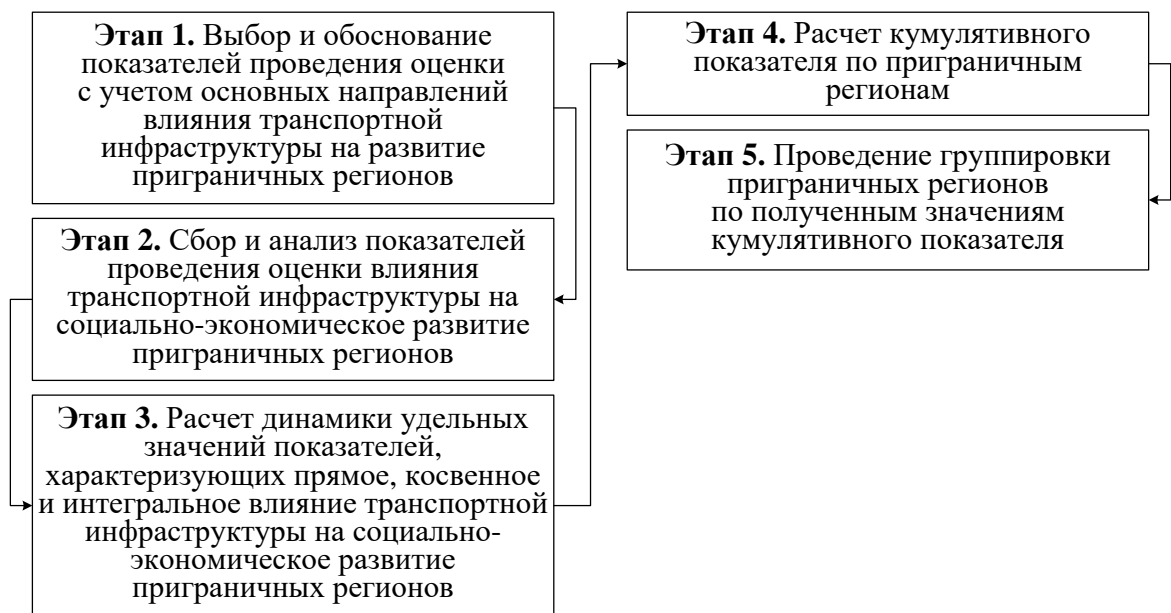 Этап 1. Выбор и обоснование
показателей проведения оценки
с учетом основных направлений
влияния транспортной
инфраструктуры на развитие
приграничных регионов
Этап 2. Сбор и анализ показателей
проведения оценки влияния
транспортной инфраструктуры на
социально-экономическое развитие
приграничных регионов
Этап 3. Расчет динамики удельных
значений показателей,
характеризующих прямое, косвенное
и интегральное влияние транспортной
инфраструктуры на социально-
экономическое развитие
приграничных регионов
Этап 4. Расчет кумулятивного
показателя по приграничным
регионам
Этап 5. Проведение группировки
приграничных регионов
по полученным значениям
кумулятивного показателя